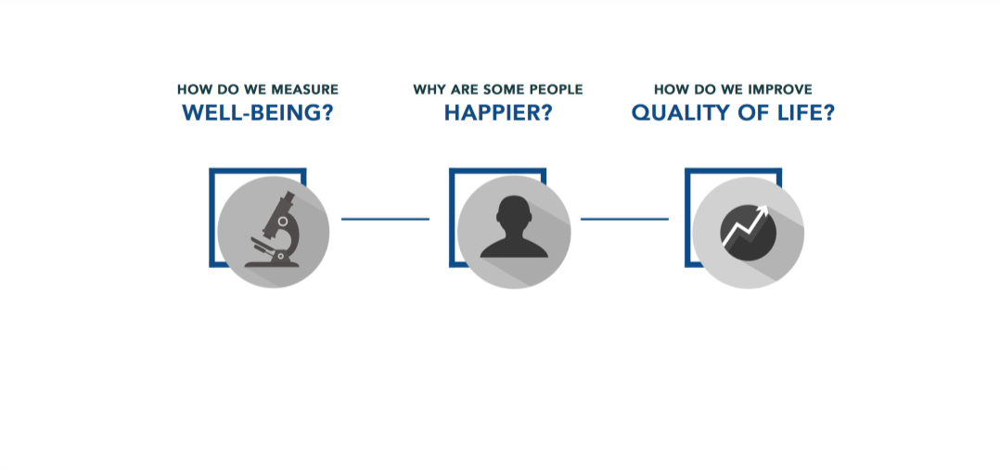 HOW DO WE MEASURE
WELL-BEING?
WHY ARE SOME PEOPLE
HAPPIER?
HOW DO WE IMPROVE
QUALITY OF LIFE?